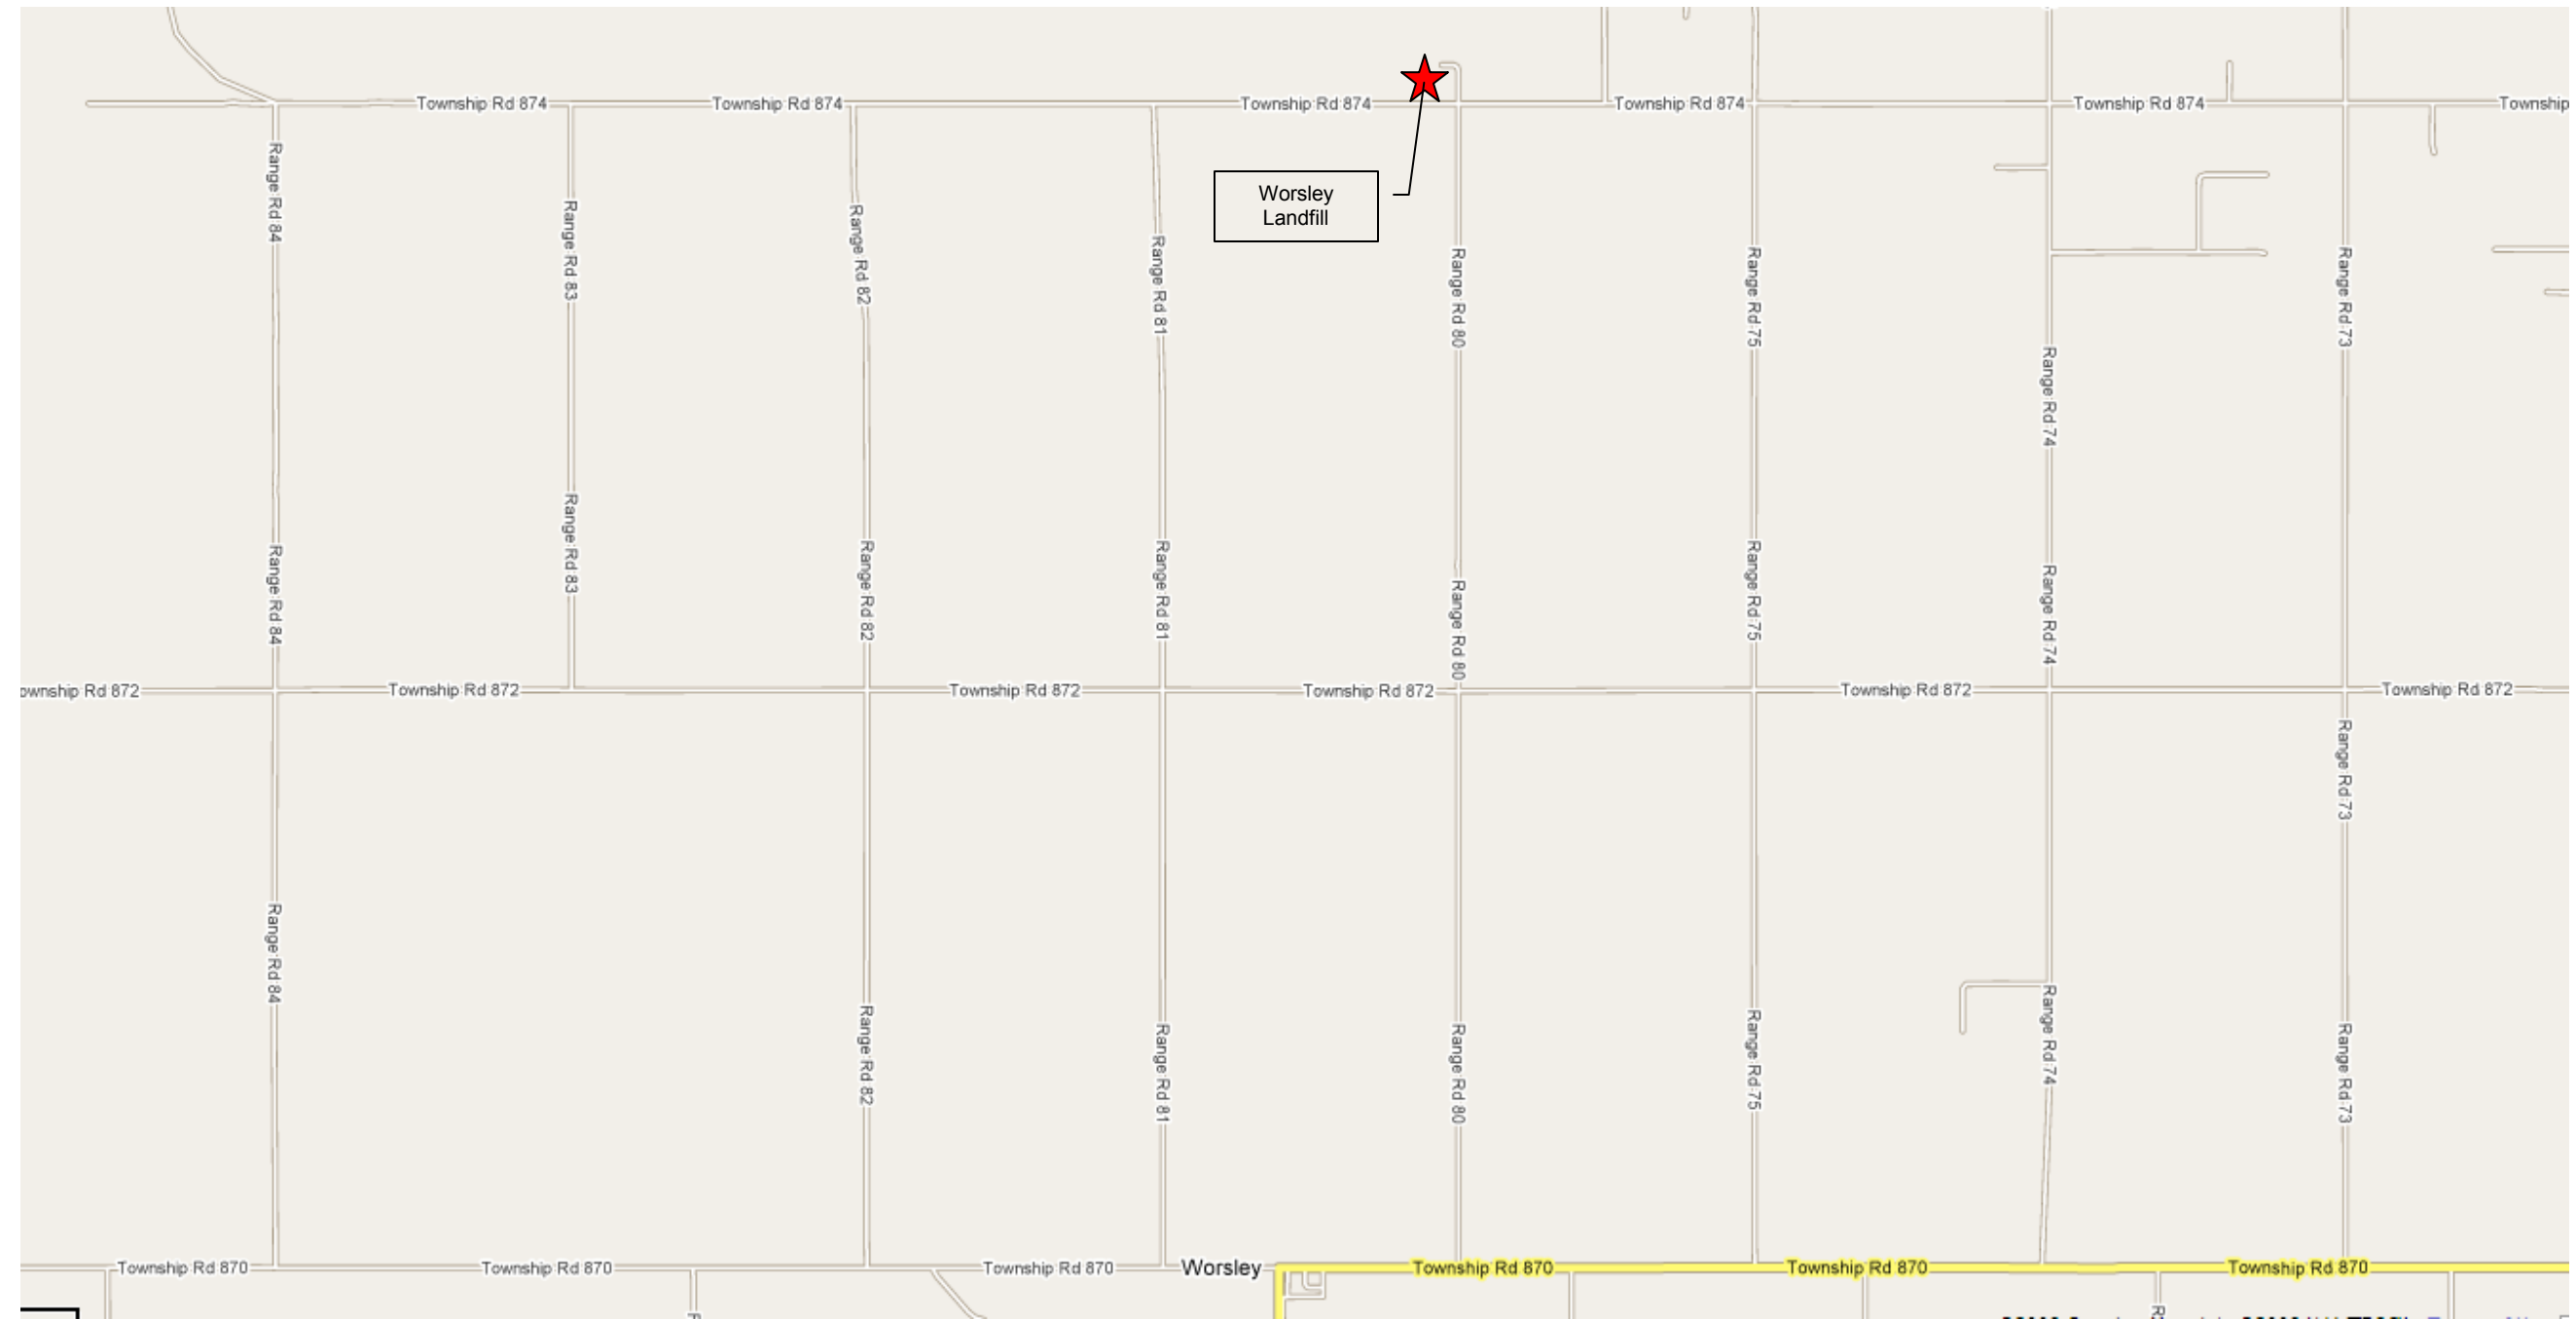 Township Rd 874
Township Rd 874
Township Rd 874
Township Rd 874
Township Rd 874
Township
Worsley
Landfill
Range Rd 84
Range Rd 83
Range Rd 82
Range Rd 81
Range Rd 80
Range Rd 75
Range Rd 74
Range Rd 73
Range Rd 84
Range Rd 83
Range Rd 82
Range Rd 81
Range Rd 80
Range Rd 75
Range Rd 74
ownship Rd 872
Township Rd 872
Township Rd 872
Township Rd 872
Township Rd 872
Township Rd 872
Range Rd 73
Range Rd 84
Range Rd 82
Range Rd 81
Range Rd 80
Range Rd 75
Range Rd 74
Range Rd 73
Township Rd 870
Township Rd 870
Township Rd 870
Worsley
Township Rd 870
Township Rd 870
Township Rd 870